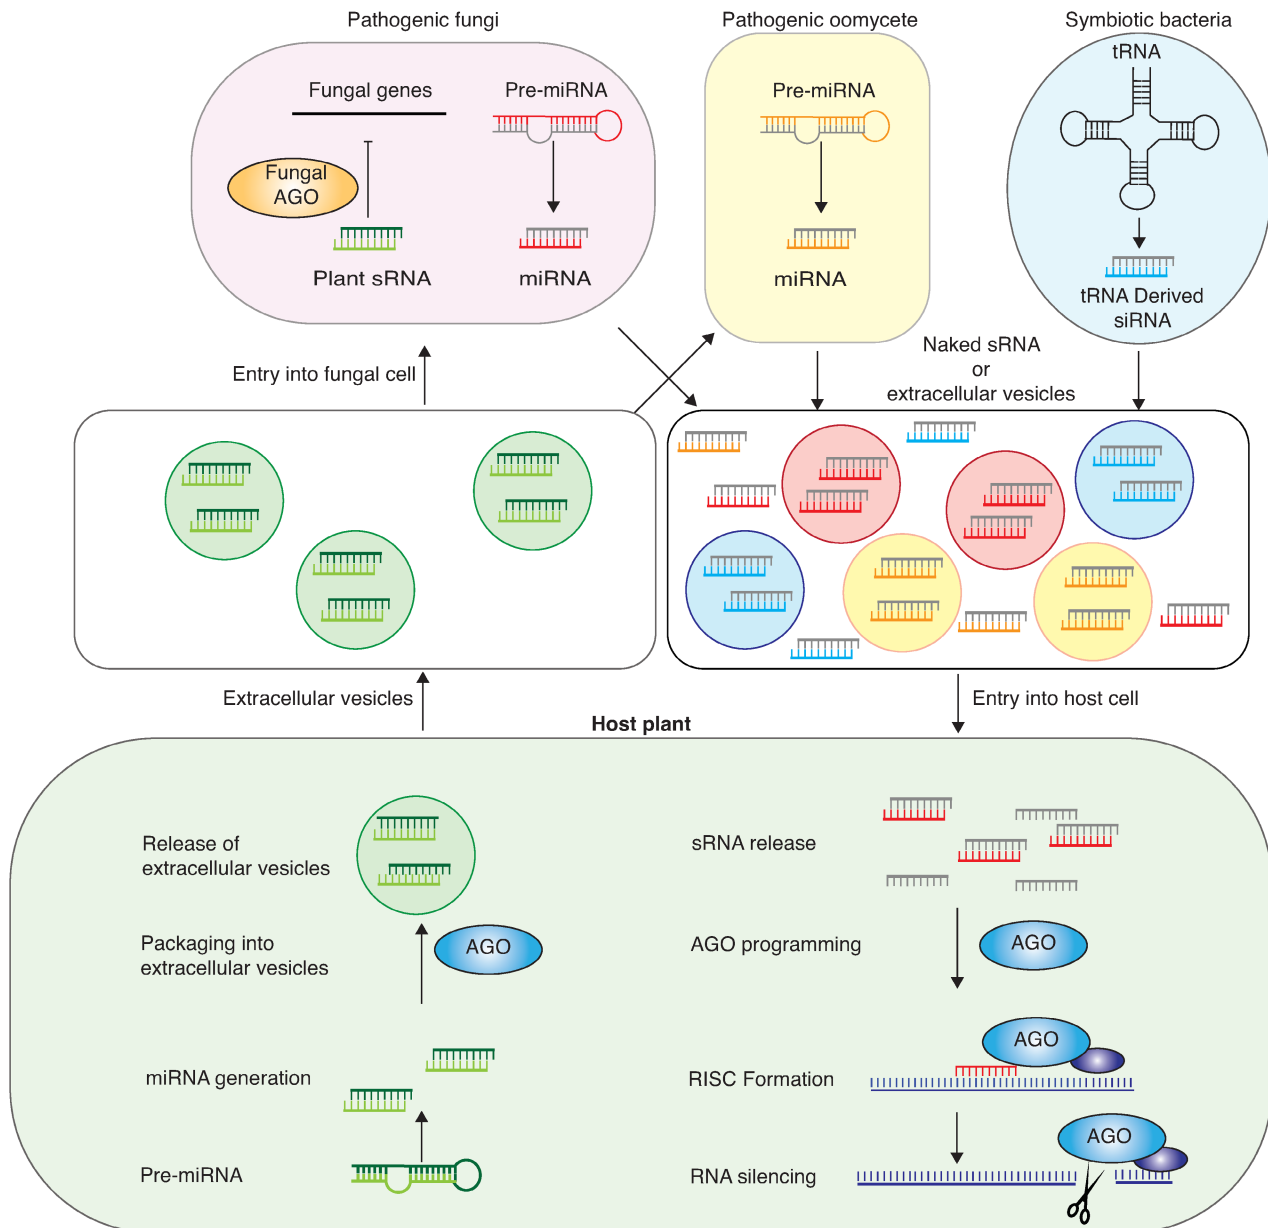 Pathogenic fungi
Pathogenic oomycete
Symbiotic bacteria
Fungal genes
Pre-miRNA
Fungal
AGO
Plant sRNA
miRNA
Pre-miRNA
miRNA
tRNA
tRNA Derived
siRNA
Entry into fungal cell
Naked sRNA
or
extracellular vesicles
Extracellular vesicles
Entry into host cell
Host plant
Release of
extracellular vesicles
Packaging into
extracellular vesicles
AGO
miRNA generation
Pre-miRNA
sRNA release
AGO programming
AGO
RISC Formation
AGO
RNA silencing
AGO